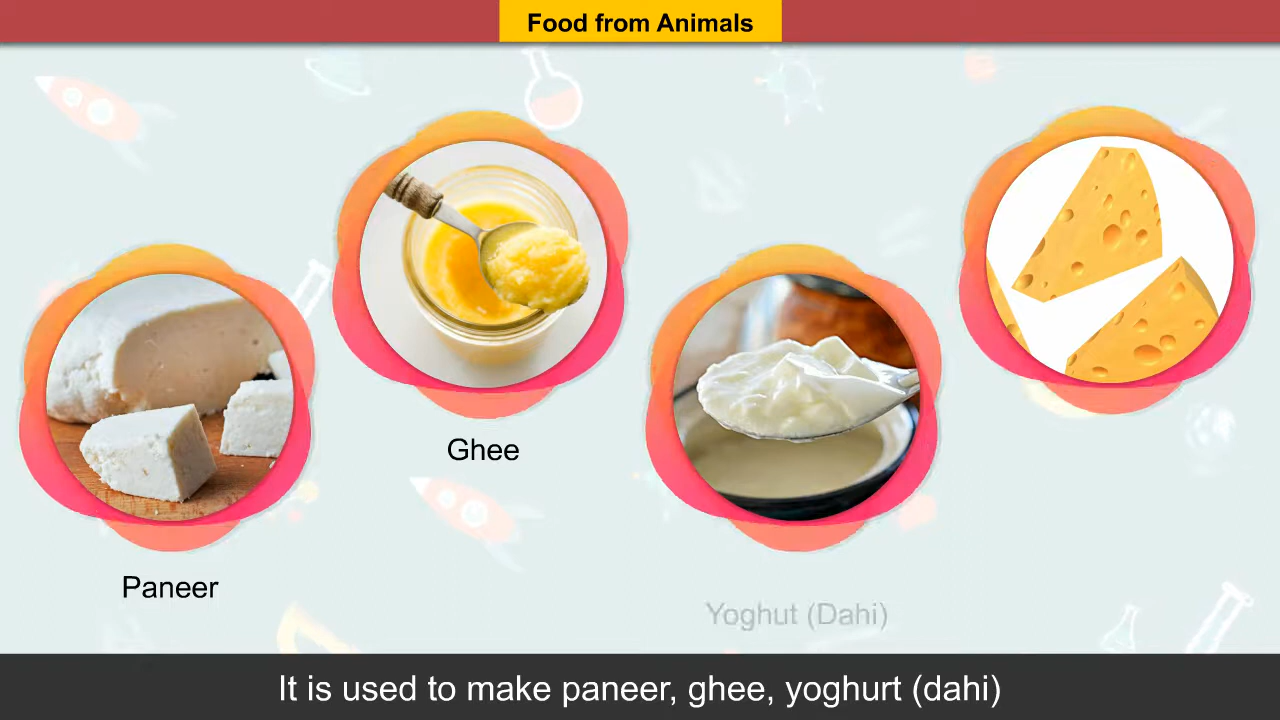 Food from Animals
Ghee
Paneer
Yoghut (Dahi)
It is used to make paneer, ghee, yoghurt (dahi)